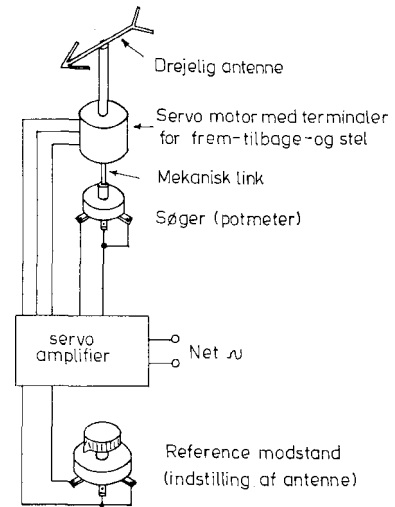 Drejelig antenne
Servo motor med terminaler
for frem-tilbage-og stel
Mekanisk link
Søger (potmeter)
servo
amplifier
Net
Reference modstand
(indstilling af antenne)